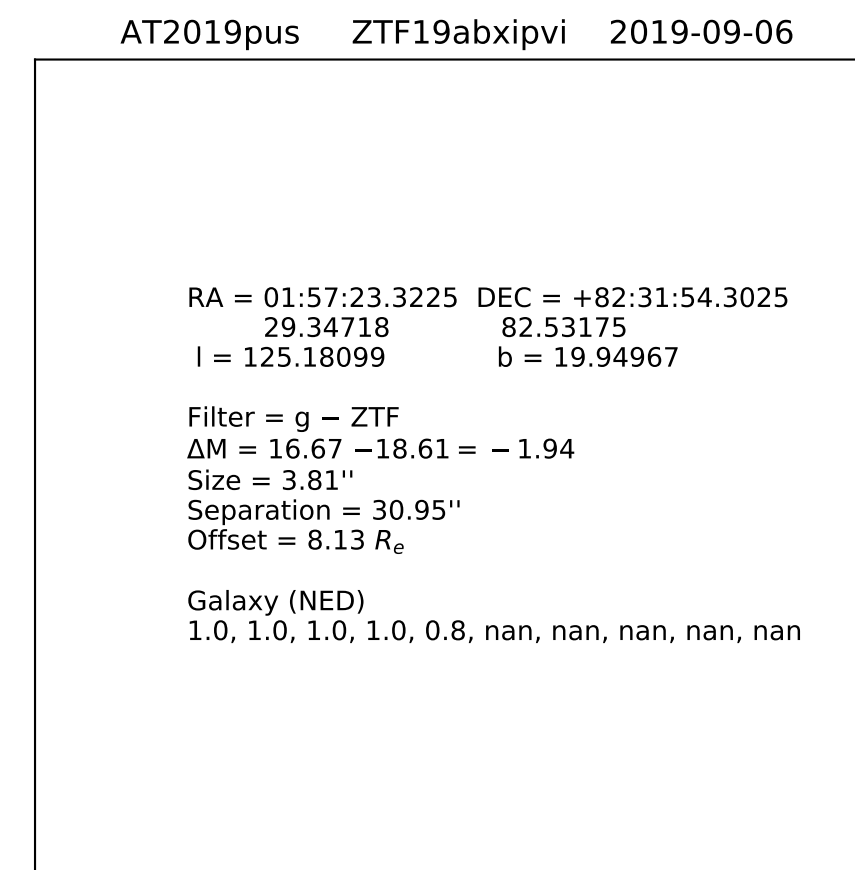 AT2019pus ZTF19abxipvi 2019-09-06
RA = 01:57:23.3225 DEC = +82:31:54.3025
29.34718 82.53175
l = 125.18099 b = 19.94967
Filter = g − ZTF
ΔM = 16.67 −18.61 = − 1.94
Size = 3.81''
Separation = 30.95''
Offset = 8.13 Re
Galaxy (NED)
1.0, 1.0, 1.0, 1.0, 0.8, nan, nan, nan, nan, nan